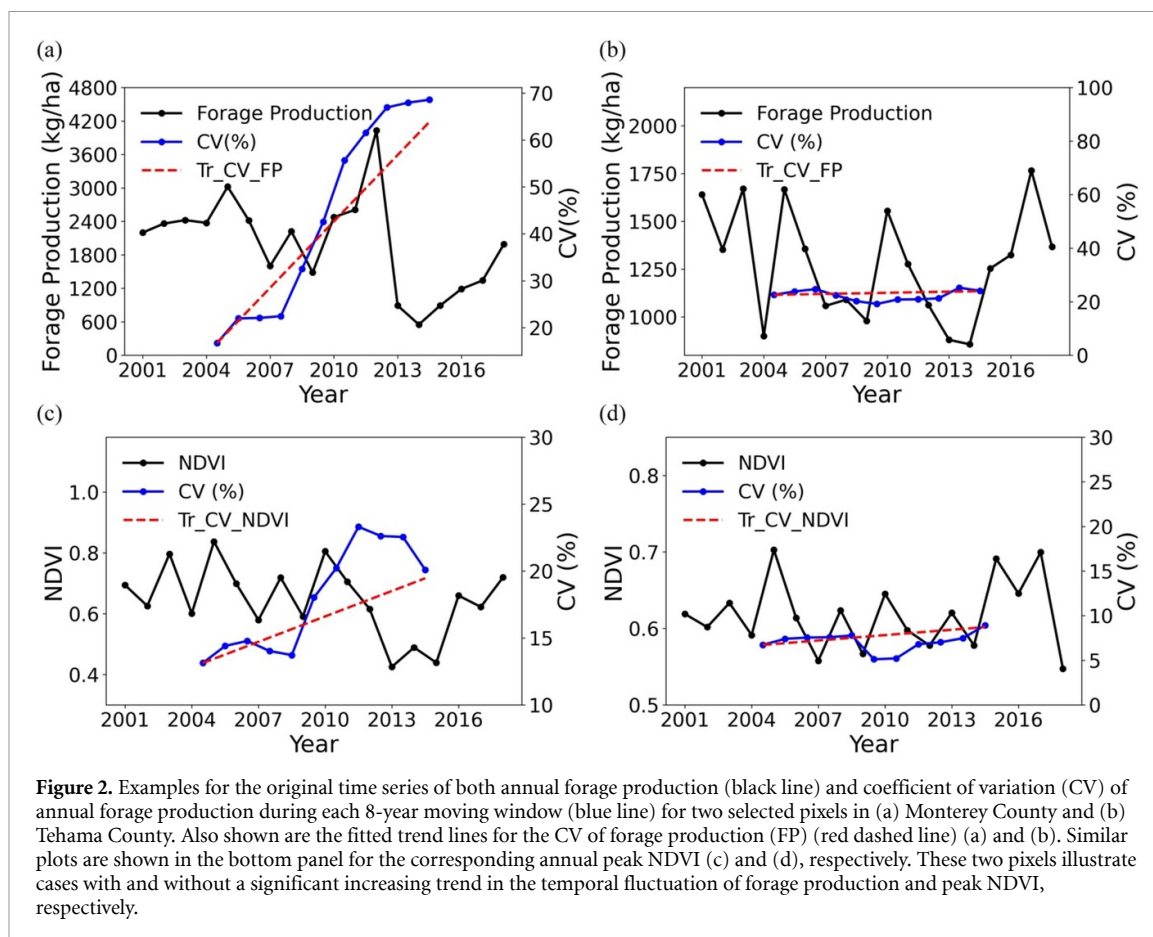 (a)
Forage Production (kg/ha)
4800
4200
3600
3000
2400
1800
1200
600
0
Forage Production
CV(%)
Tr_CV_FP
70
60
50
40
30
20
CV(%)
2001 2004 2007 2010 2013 2016
Year
(b)
Forage Production (kg/ha)
2000
1750
1500
1250
1000
Forage Production
CV (%)
Tr_CV_FP
100
80
60
40
20
0
CV (%)
2001 2004 2007 2010 2013 2016
Year
(c)
NDVI
1.0
0.8
0.6
0.4
NDVI
CV (%)
Tr_CV_NDVI
30
25
20
15
10
CV (%)
2001 2004 2007 2010 2013 2016
Year
(d)
NDVI
0.8
0.7
0.6
0.5
NDVI
CV (%)
Tr_CV_NDVI
30
25
20
15
10
5
0
CV (%)
2001 2004 2007 2010 2013 2016
Year
Figure 2. Examples for the original time series of both annual forage production (black line) and coefficient of variation (CV) of
annual forage production during each 8-year moving window (blue line) for two selected pixels in (a) Monterey County and (b)
Tehama County. Also shown are the fitted trend lines for the CV of forage production (FP) (red dashed line) (a) and (b). Similar
plots are shown in the bottom panel for the corresponding annual peak NDVI (c) and (d), respectively. These two pixels illustrate
cases with and without a significant increasing trend in the temporal fluctuation of forage production and peak NDVI,
respectively.